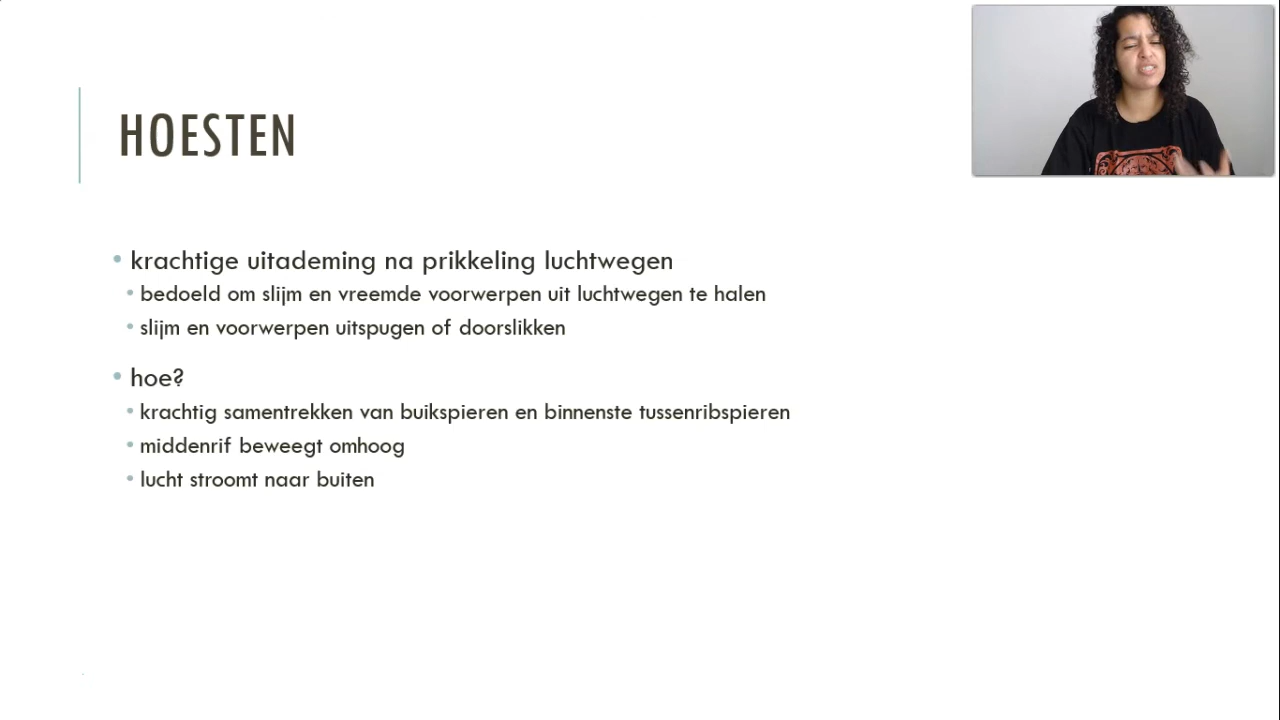 HOESTEN
• krachtige uitademing na prikkeling luchtwegen
• bedoeld om slijm en vreemde voorwerpen uit luchtwegen te halen
• slijm en voorwerpen uitspugen of doorslikken
• hoe?
• krachtig samentrekken van buikspieren en binnenste tussenribspieren
• middenrif beweegt omhoog
• lucht stroomt naar buiten